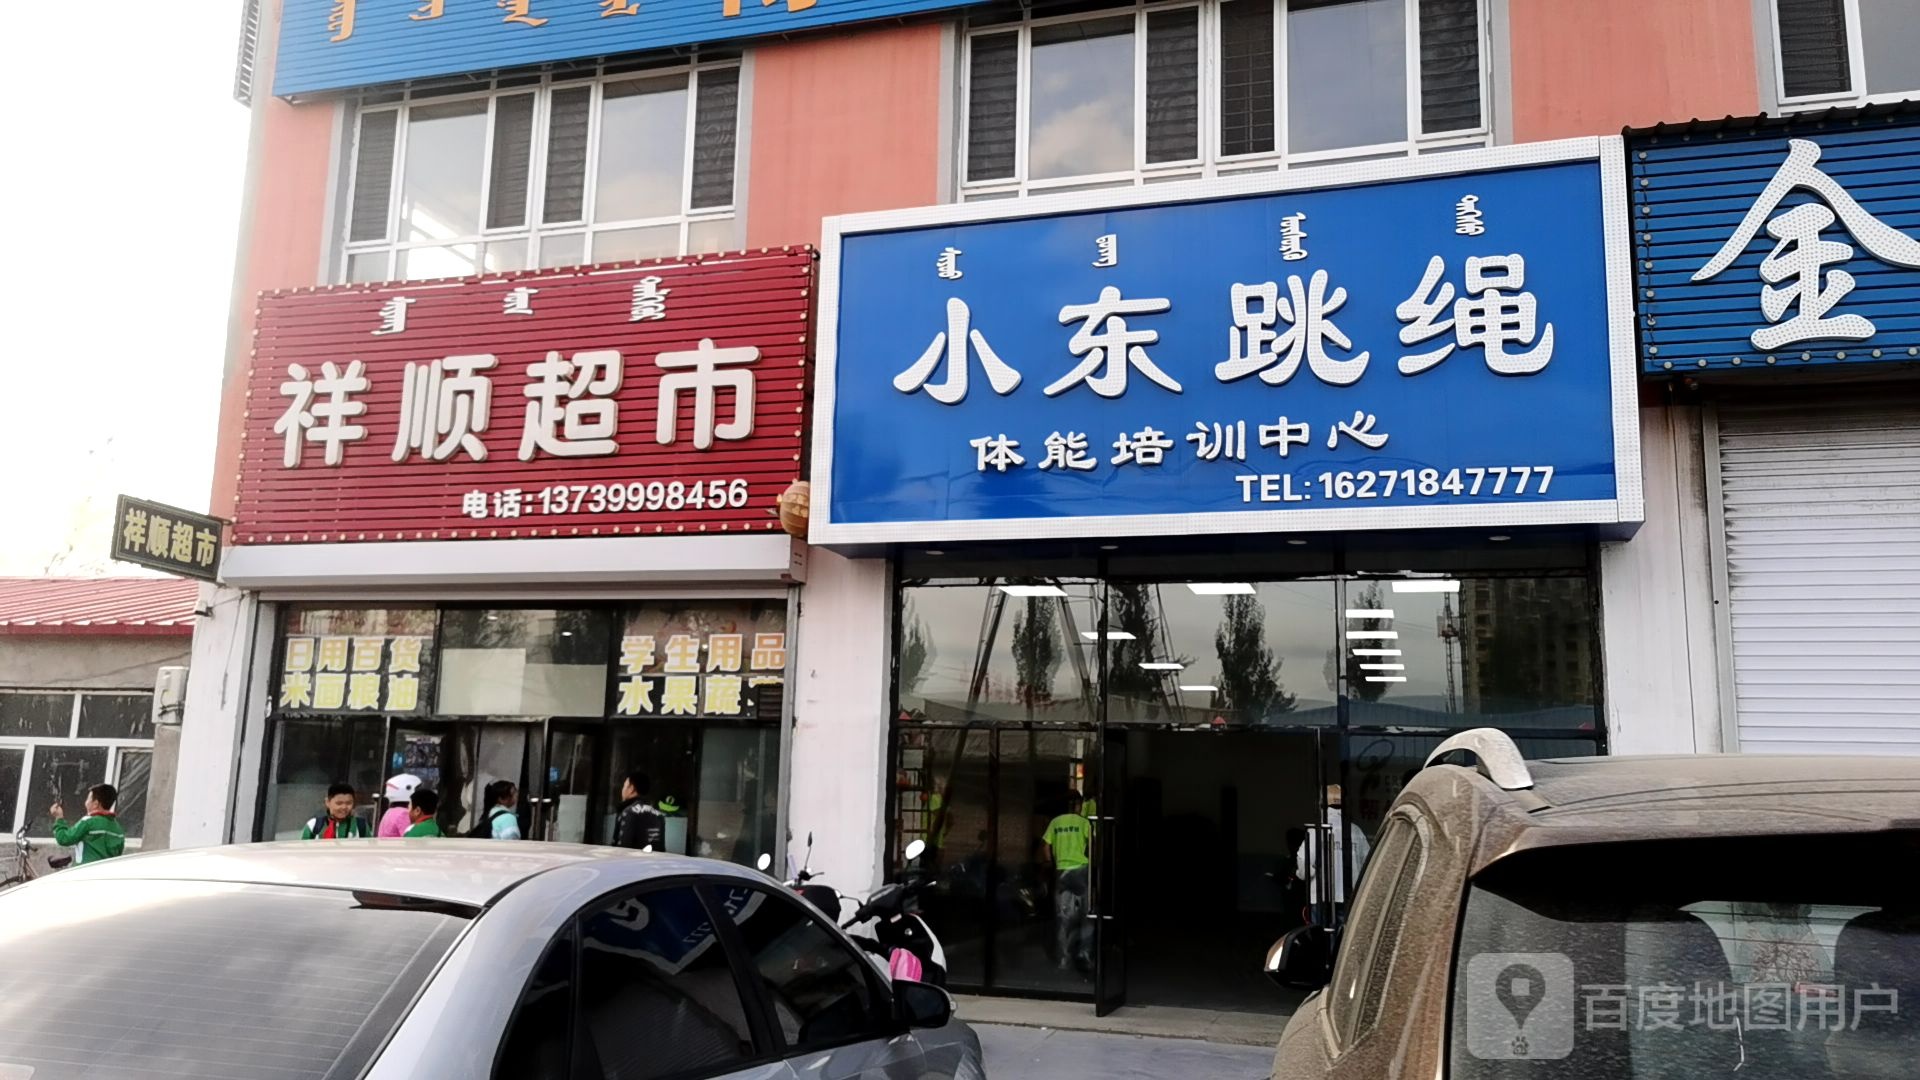 祥顺超市
电话:13739998456
祥顺超市
日用百货
米面粮油
学生用品
水果蔬
小东跳绳
体能培训中心
TEL: 16271847777
金
百度地图用户